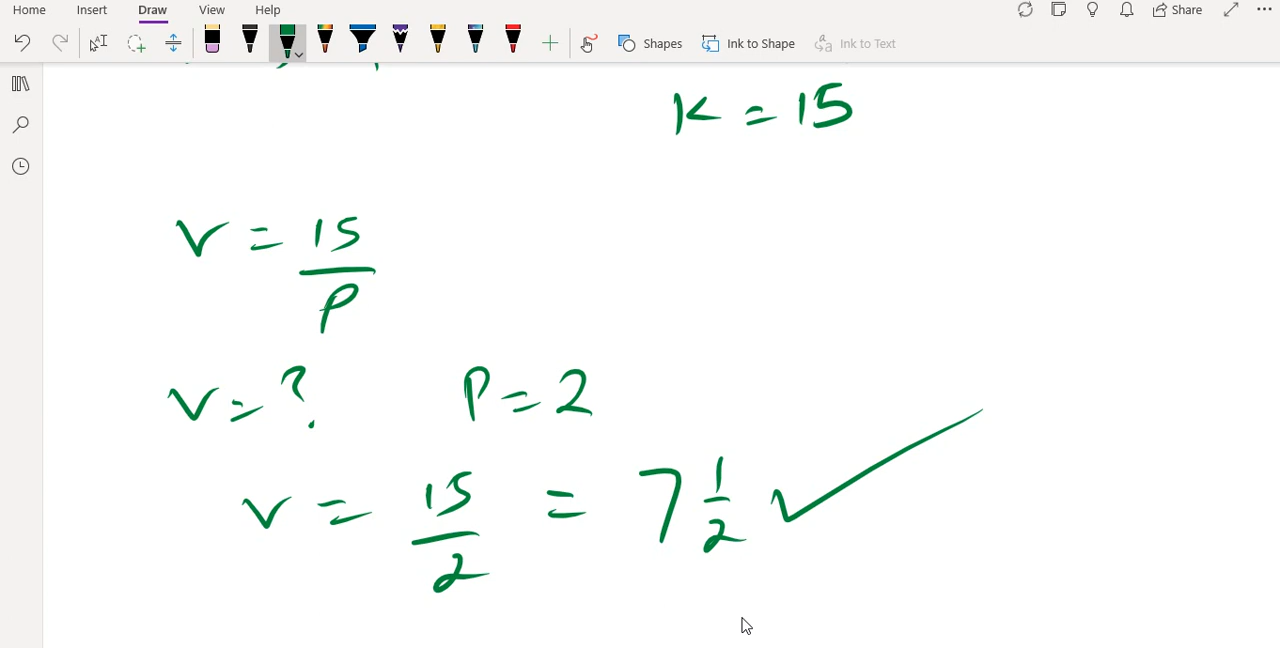 Home Insert Draw View Help Share
Shapes Ink to Shape Ink to Text
K = 15
V = 15/P
V = ? P = 2
V = 15/2 = 7 1/2 ✓